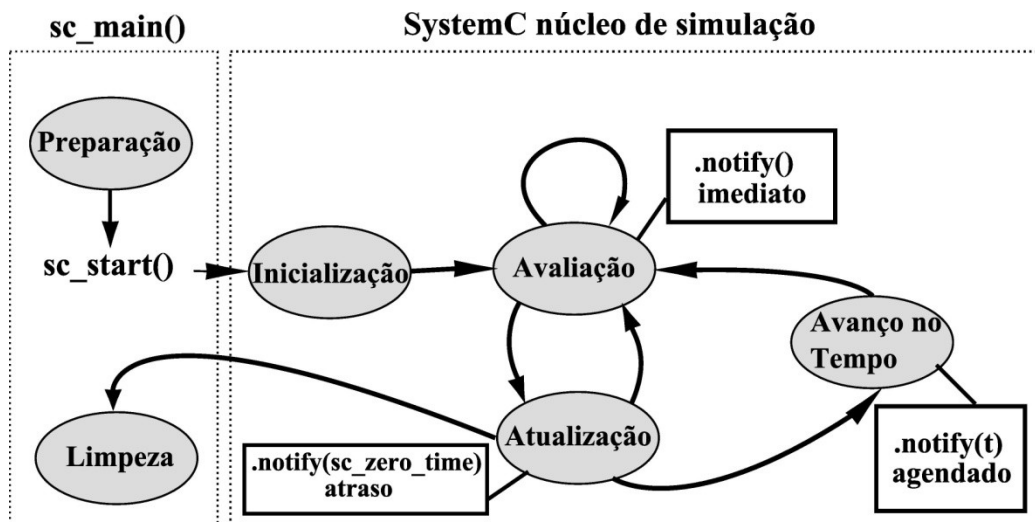 sc_main()
SystemC núcleo de simulação
Preparação
.notify()
imediato
sc_start()
Inicialização
Avaliação
Avanço no
Tempo
Limpeza
Atualização
.notify(sc_zero_time)
atraso
.notify(t)
agendado